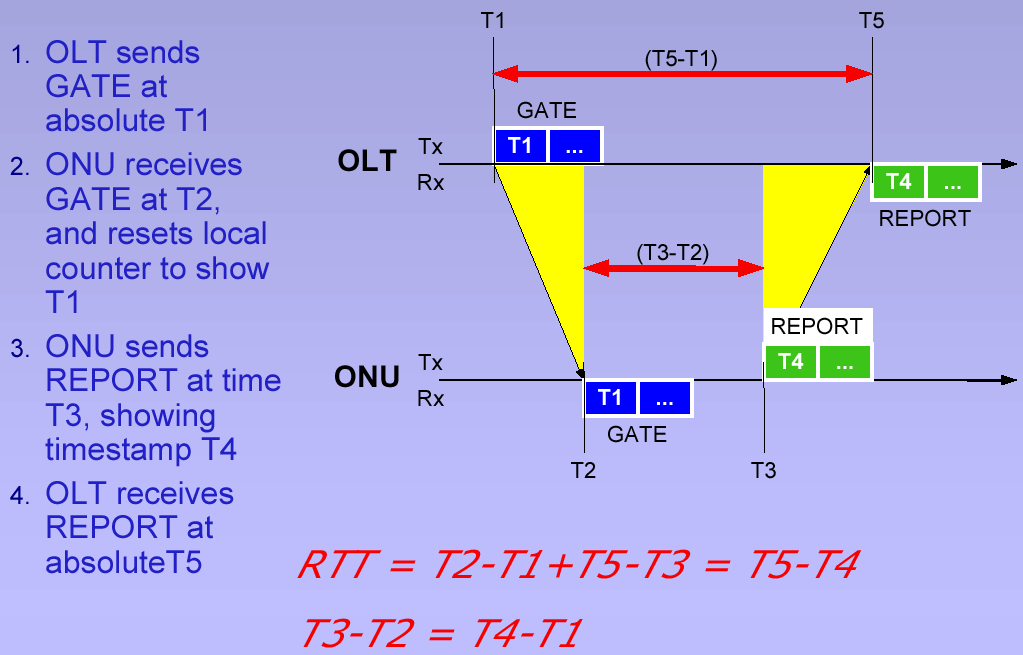 1. OLT sends
GATE at
absolute T1
2. ONU receives
GATE at T2,
and resets local
counter to show
T1
3. ONU sends
REPORT at time
T3, showing
timestamp T4
4. OLT receives
REPORT at
absoluteT5
T1 T5
(T5-T1)
GATE
OLT Tx T1 ...
Rx T4 ...
REPORT
(T3-T2)
REPORT
ONU Tx T4 ...
Rx T1 ...
GATE
T2 T3
RTT = T2-T1+T5-T3 = T5-T4
T3-T2 = T4-T1